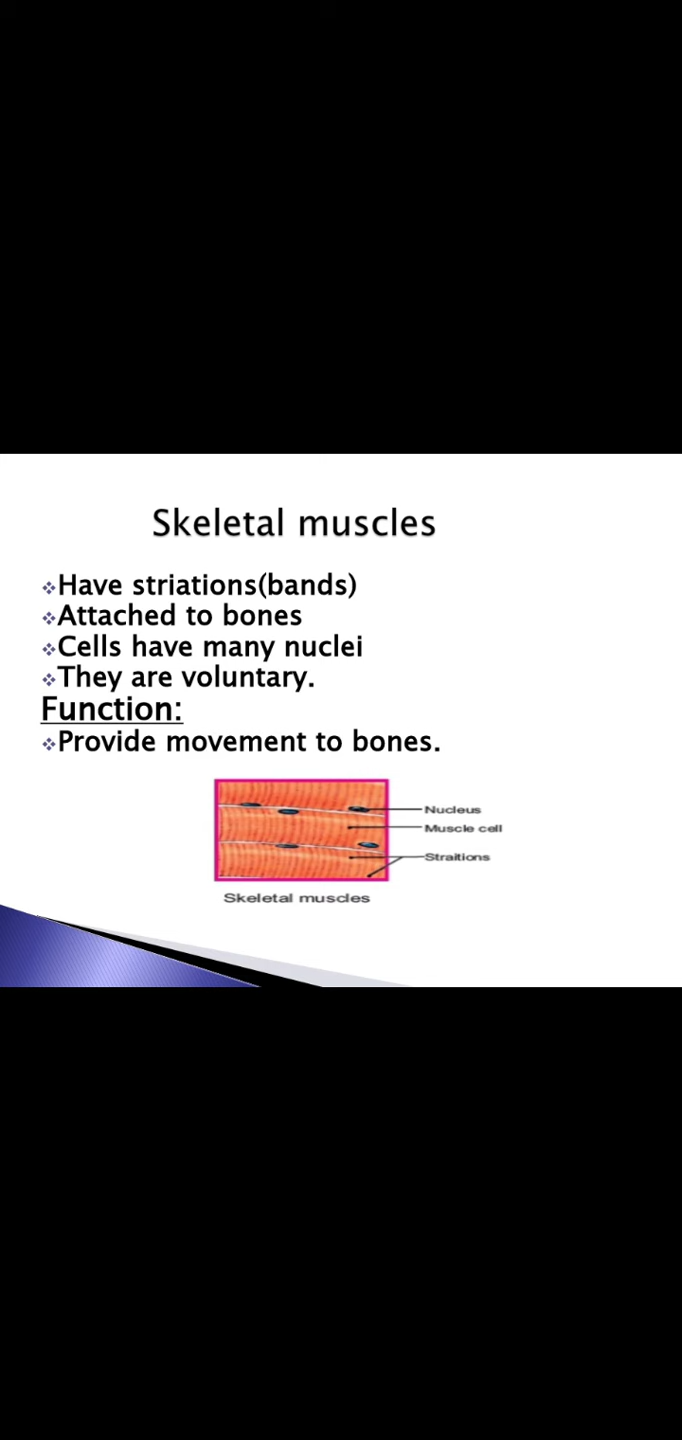 Skeletal muscles
❖Have striations(bands)
❖Attached to bones
❖Cells have many nuclei
❖They are voluntary.
Function:
❖Provide movement to bones.
Nucleus
Muscle cell
Straitions
Skeletal muscles